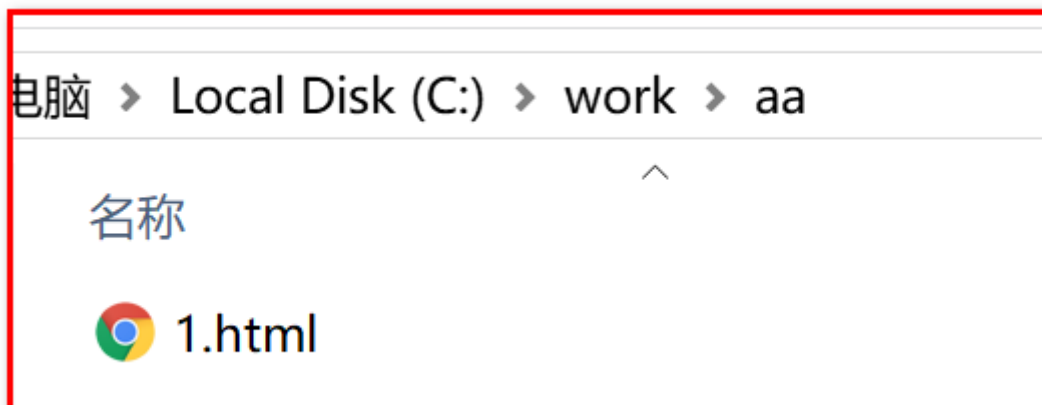 电脑 > Local Disk (C:) > work > aa
名称
1.html